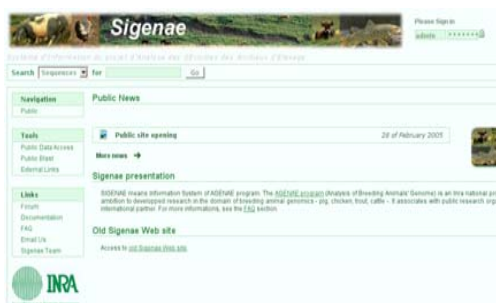 Sigenae
Please Sign in
admin ********
Système d'Information du projet d'Analyse des GEnomes des Animaux d'Elevage
Search Sequences for Go
Navigation
Public
Public News
Public site opening 28 of February 2005
More news
Tools
Public Data Access
Public Blast
External Links
Sigenae presentation
SIGENAE means Information System of AGENAE program. The AGENAE program (Analysis of Breeding Animals' Genome) is an Inra national pro
ambition to developped research in the domain of breeding animal genomics - pig, chicken, trout, cattle - It associates with public research orga
international partner. For more informations, see the FAQ section.
Links
Forum
Documentation
FAQ
Email Us
Sigenae Team
Old Sigenae Web site
Access to old Sigenae Web site.
INRA